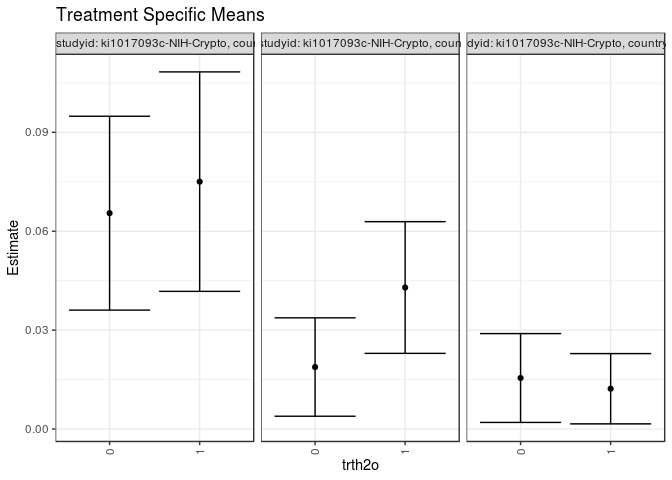 Treatment Specific Means
studyid: ki1017093c-NIH-Crypto, coun
studyid: ki1017093c-NIH-Crypto, coun
dyid: ki1017093c-NIH-Crypto, country
Estimate
0.09
0.06
0.03
0.00
0
1
0
1
0
1
trth2o